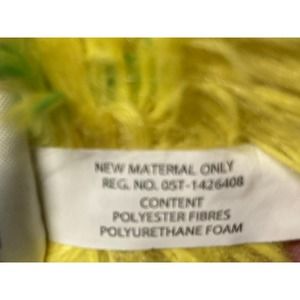 NEW MATERIAL ONLY
REG. NO. 05T-1426408
CONTENT
POLYESTER FIBRES
POLYURETHANE FOAM